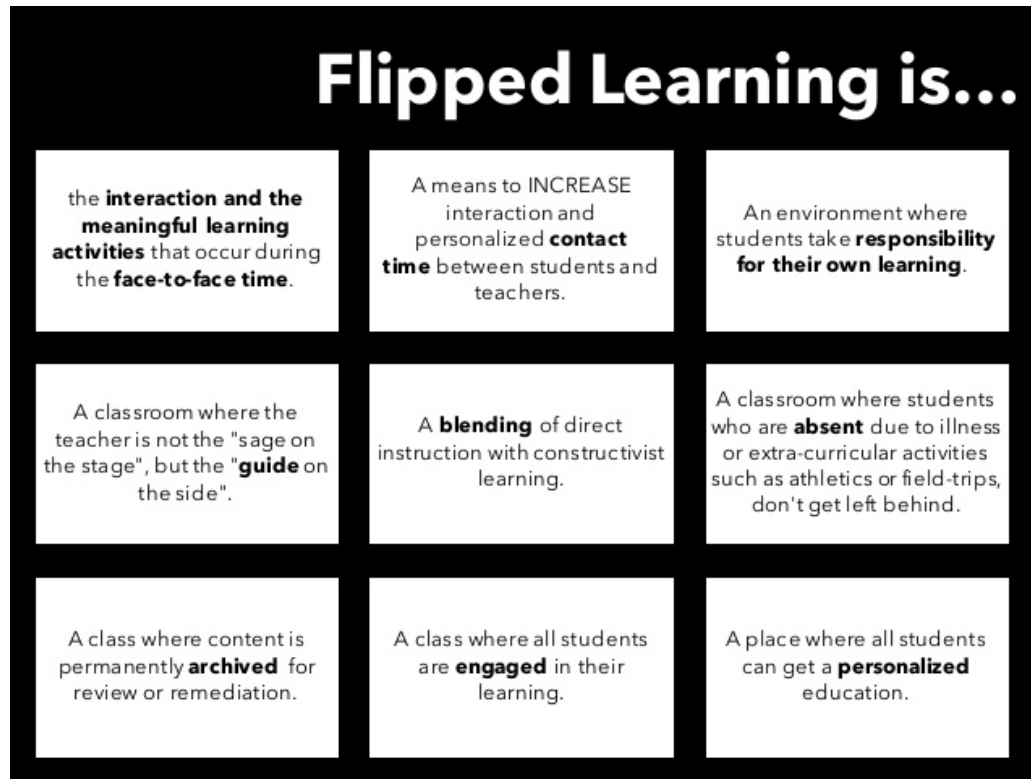 Flipped Learning is...
the interaction and the
meaningful learning
activities that occur during
the face-to-face time.
A means to INCREASE
interaction and
personalized contact
time between students and
teachers.
An environment where
students take responsibility
for their own learning.
A classroom where the
teacher is not the "sage on
the stage", but the "guide on
the side".
A blending of direct
instruction with constructivist
learning.
A classroom where students
who are absent due to illness
or extra-curricular activities
such as athletics or field-trips,
don't get left behind.
A class where content is
permanently archived for
review or remediation.
A class where all students
are engaged in their
learning.
A place where all students
can get a personalized
education.